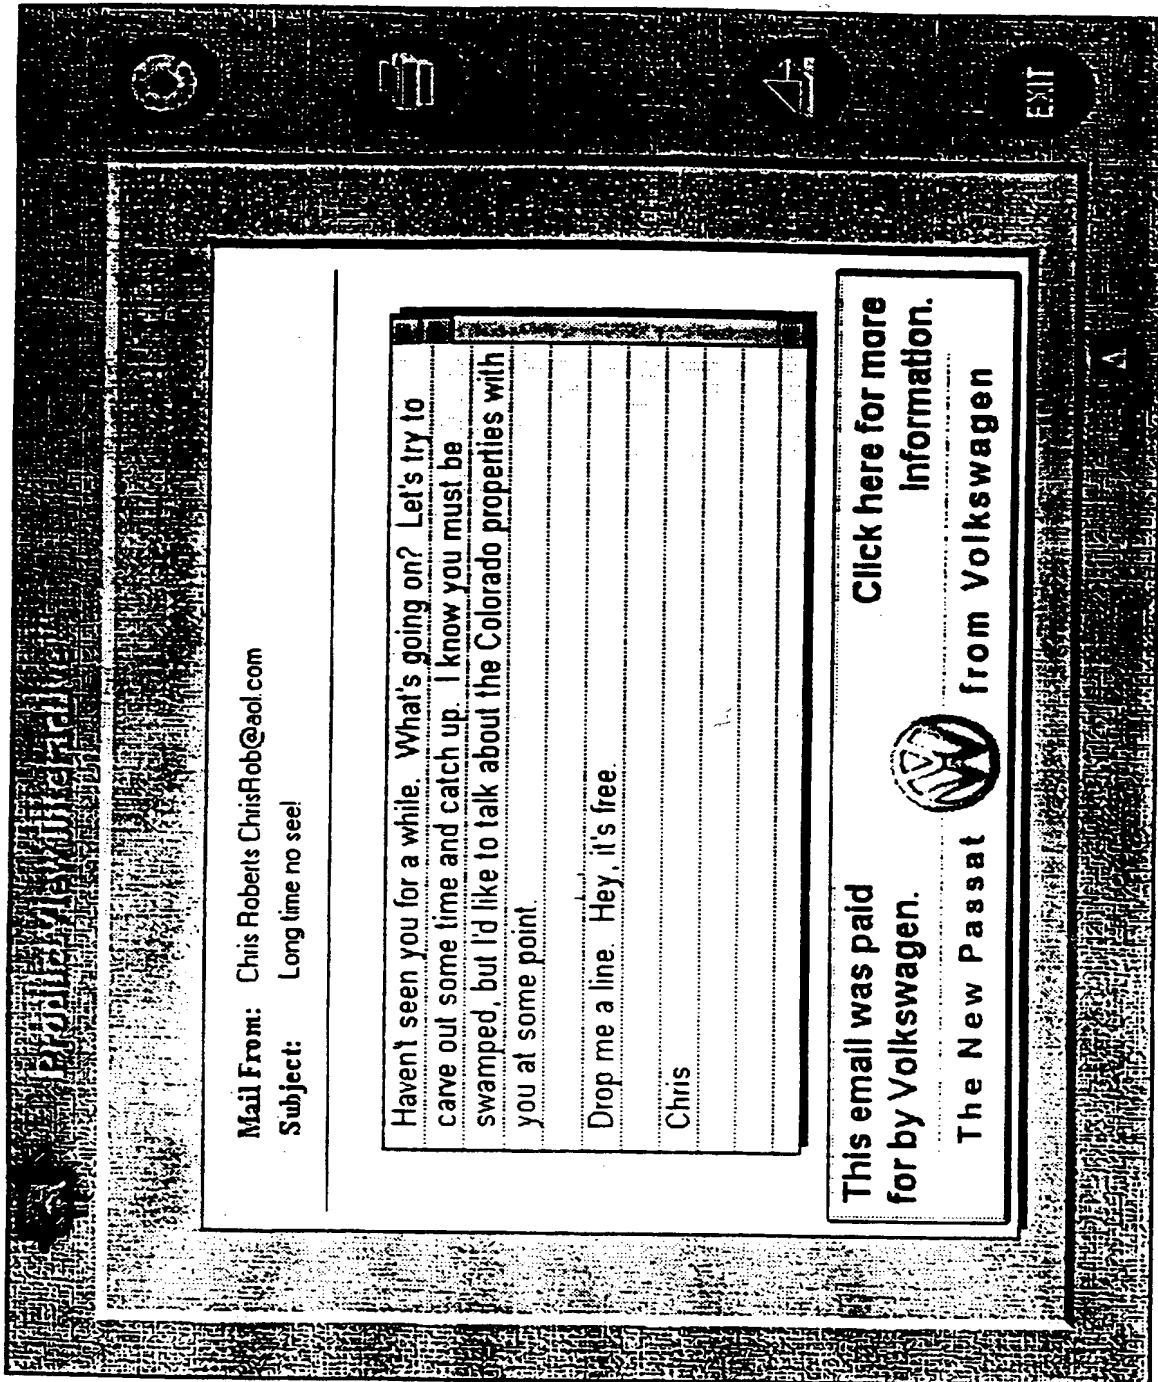 Mail From: Chris Roberts ChrisRob@aol.com
Subject: Long time no see!
Haven't seen you for a while. What's going on? Let's try to
carve out some time and catch up. I know you must be
swamped, but I'd like to talk about the Colorado properties with
you at some point.
Drop me a line. Hey, it's free.
Chris
This email was paid
for by Volkswagen.
Click here for more
Information.
The New Passat
from Volkswagen
EXIT